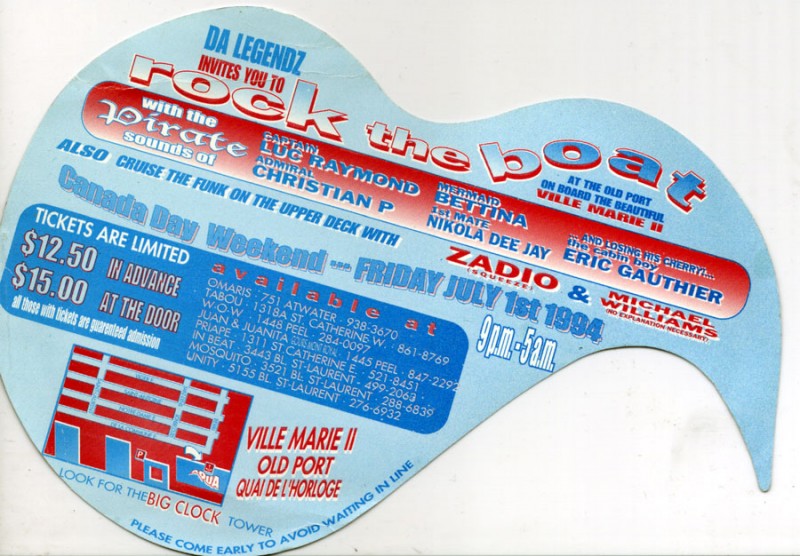 DA LEGENDZ
INVITES YOU TO
rock the boat
with the
Pirate
sounds of
CAPTAIN
LUC RAYMOND
ADMIRAL
CHRISTIAN P
MERMAID
BETTINA
1st MATE
NIKOLA DEE JAY
AT THE OLD PORT
ON BOARD THE BEAUTIFUL
VILLE MARIE II
... AND LOSING HIS CHERRY!...
the cabin boy
ERIC GAUTHIER
ALSO CRUISE THE FUNK ON THE UPPER DECK WITH
ZADIO
(SQUEEZE)
&
MICHAEL
WILLIAMS
(NO EXPLANATION NECESSARY)
Canada Day Weekend ... FRIDAY JULY 1st 1994
9 p.m. - 5 a.m.
TICKETS ARE LIMITED
$12.50 IN ADVANCE
$15.00 AT THE DOOR
all those with tickets are guarenteed admission
available at
OMARIS : 751 ATWATER · 938-3670
TABOU : 1318A ST. CATHERINE W. · 861-8769
W.O.W. : 1448 PEEL · 284-0095
JUAN & JUANITA 1445 PEEL · 847-2292
PRIAPE : 1311 ST. CATHERINE E. · 521-8451
IN BEAT : 3443 BL. ST-LAURENT · 499-2063
MOSQUITO : 3521 BL. ST-LAURENT · 288-6839
UNITY : 5155 BL. ST-LAURENT · 276-6932
P
VILLE MARIE II
OLD PORT
QUAI DE L'HORLOGE
LOOK FOR THE BIG CLOCK TOWER
PLEASE COME EARLY TO AVOID WAITING IN LINE